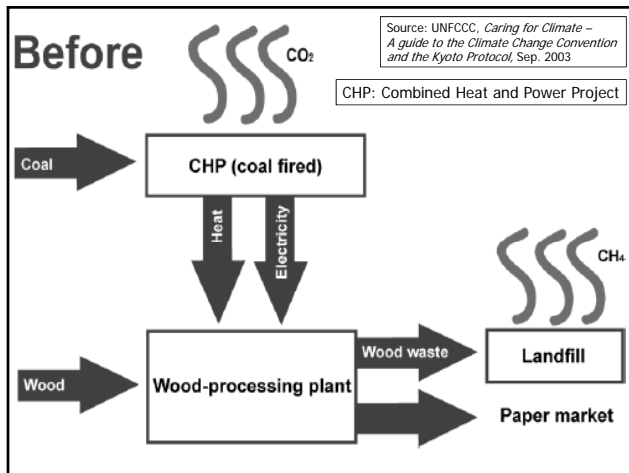 Before
CO₂
Source: UNFCCC, Caring for Climate –
A guide to the Climate Change Convention
and the Kyoto Protocol, Sep. 2003
CHP: Combined Heat and Power Project
Coal
CHP (coal fired)
Heat
Electricity
CH₄
Wood
Wood-processing plant
Wood waste
Landfill
Paper market